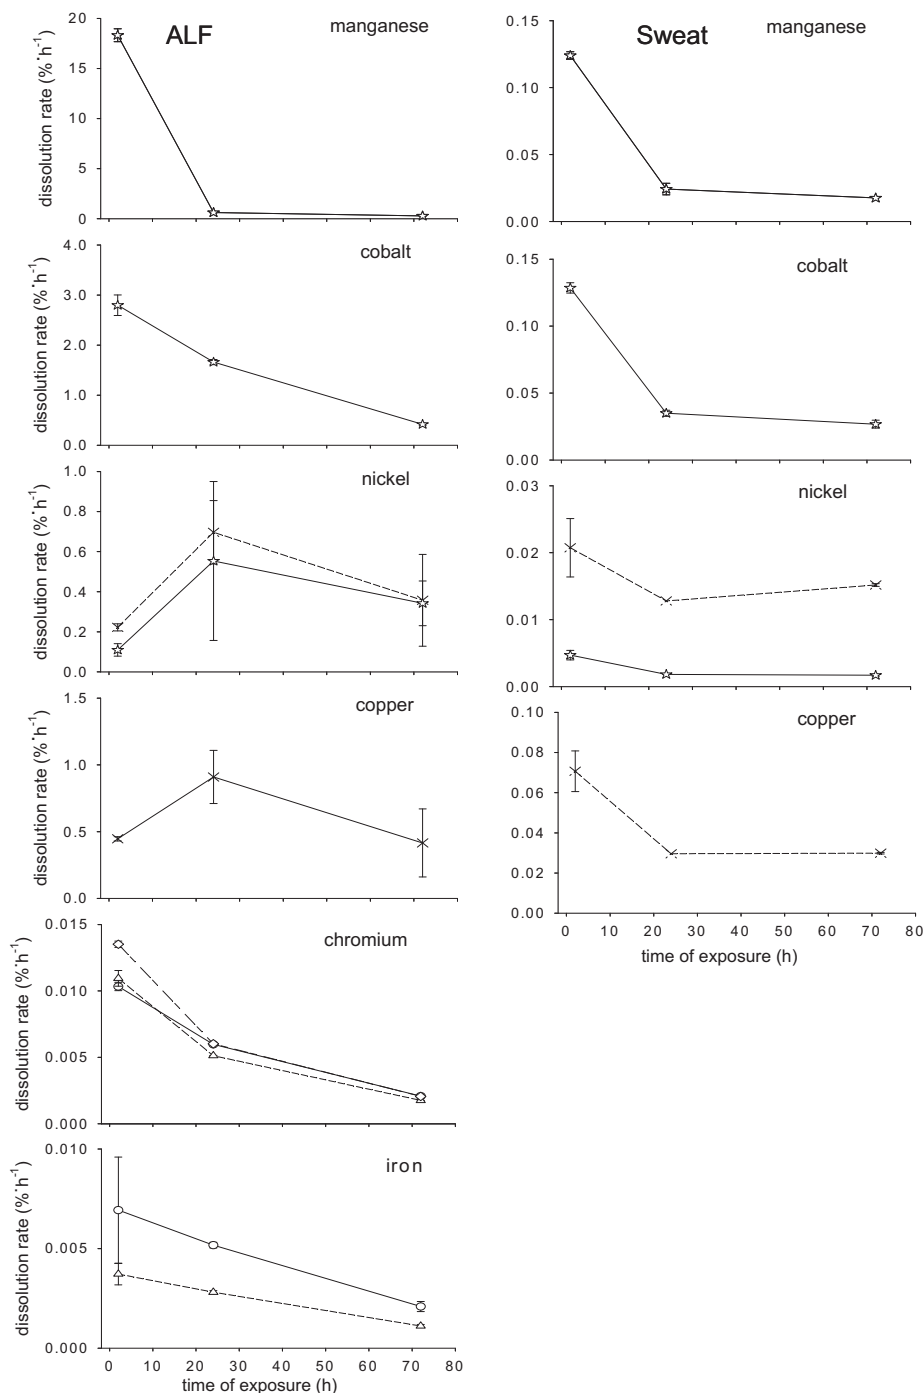 ALF
manganese
dissolution rate (%·h-1)
20
15
10
5
0
cobalt
dissolution rate (%·h-1)
4.0
3.0
2.0
1.0
0.0
nickel
dissolution rate (%·h-1)
1.0
0.8
0.6
0.4
0.2
0.0
copper
dissolution rate (%·h-1)
1.5
1.0
0.5
0.0
chromium
dissolution rate (%·h-1)
0.015
0.010
0.005
0.000
iron
dissolution rate (%·h-1)
0.010
0.005
0.000
0 10 20 30 40 50 60 70 80
time of exposure (h)
Sweat
manganese
0.15
0.10
0.05
0.00
cobalt
0.15
0.10
0.05
0.00
nickel
0.03
0.02
0.01
0.00
copper
0.10
0.08
0.06
0.04
0.02
0.00
0 10 20 30 40 50 60 70 80
time of exposure (h)